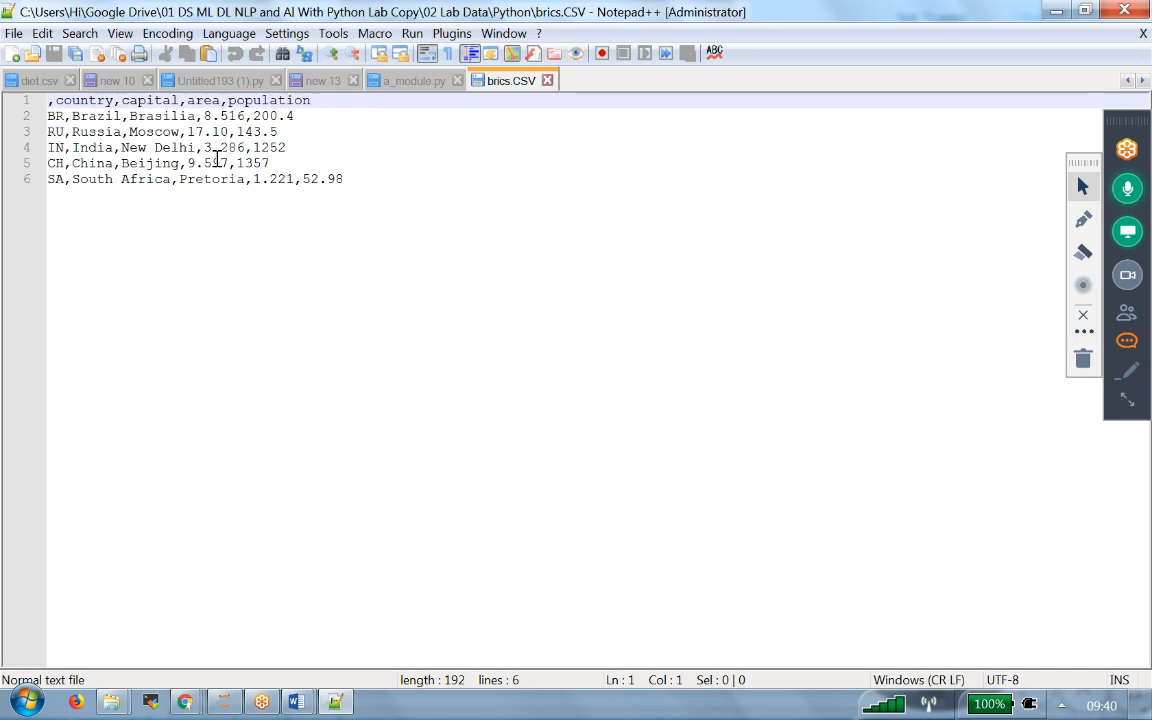 C:\Users\Hi\Google Drive\01 DS ML DL NLP and AI With Python Lab Copy\02 Lab Data\Python\brics.CSV - Notepad++ [Administrator]
File Edit Search View Encoding Language Settings Tools Macro Run Plugins Window ? X
ABC
diet.csv new 10 Untitled193 (1).py new 13 a_module.py brics.CSV
1 ,country,capital,area,population
2 BR,Brazil,Brasilia,8.516,200.4
3 RU,Russia,Moscow,17.10,143.5
4 IN,India,New Delhi,3.286,1252
5 CH,China,Beijing,9.597,1357
6 SA,South Africa,Pretoria,1.221,52.98
Normal text file length : 192 lines : 6 Ln : 1 Col : 1 Sel : 0 | 0 Windows (CR LF) UTF-8 INS
100% 09:40